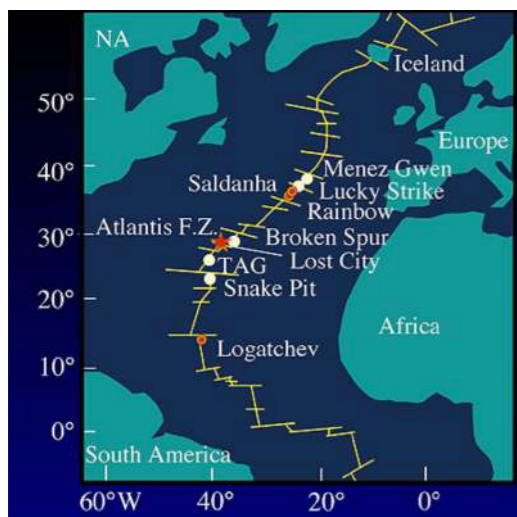 NA
Iceland
50°
Europe
40°
Menez Gwen
Saldanha
Lucky Strike
Rainbow
Atlantis F.Z.
30°
Broken Spur
Lost City
TAG
20°
Snake Pit
Africa
Logatchev
10°
0°
South America
60°W 40° 20° 0°